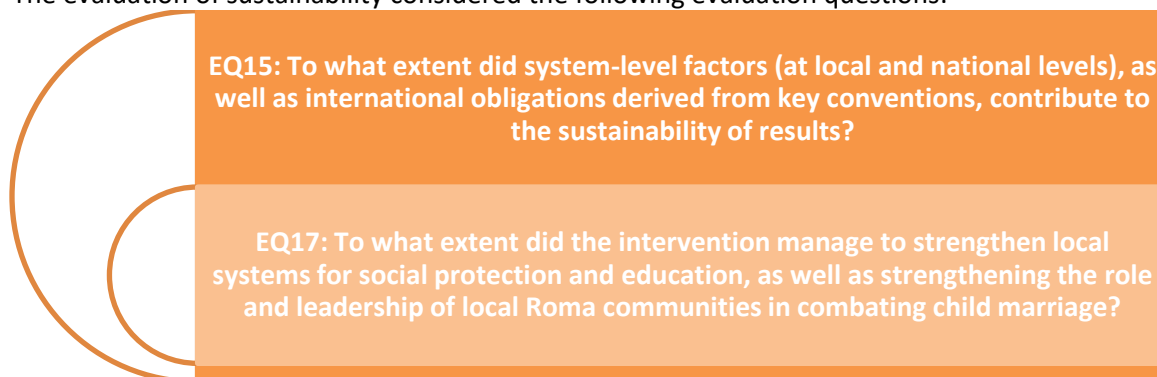 The evaluation of sustainability considered the following evaluation questions:
EQ15: To what extent did system-level factors (at local and national levels), as
well as international obligations derived from key conventions, contribute to
the sustainability of results?
EQ17: To what extent did the intervention manage to strengthen local
systems for social protection and education, as well as strengthening the role
and leadership of local Roma communities in combating child marriage?